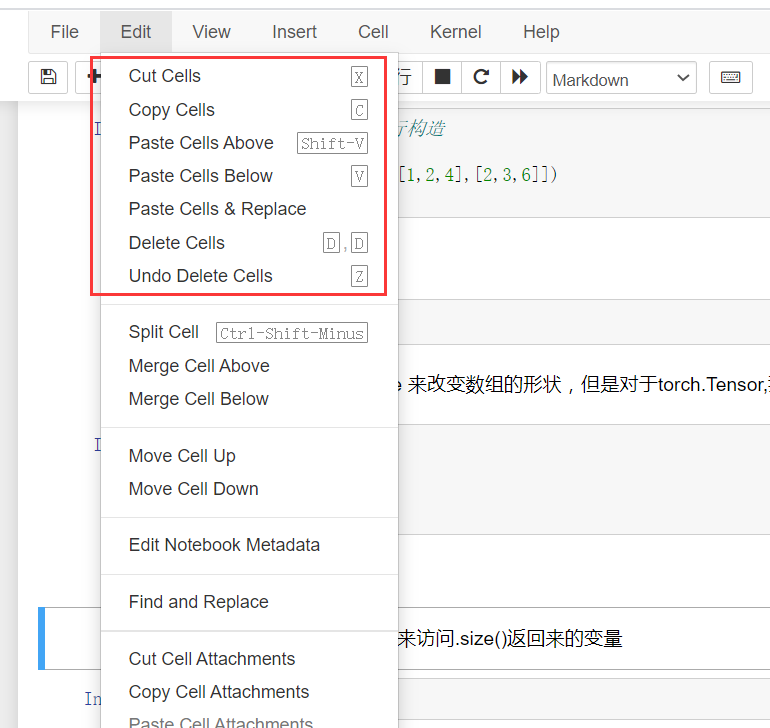 File Edit View Insert Cell Kernel Help
行 Markdown
Cut Cells X
Copy Cells C
行构造
Paste Cells Above Shift-V
Paste Cells Below V
[1,2,4],[2,3,6]])
Paste Cells & Replace
Delete Cells D,D
Undo Delete Cells Z
Split Cell Ctrl-Shift-Minus
Merge Cell Above
来改变数组的形状，但是对于torch.Tensor,
Merge Cell Below
Move Cell Up
Move Cell Down
Edit Notebook Metadata
Find and Replace
来访问.size()返回来的变量
Cut Cell Attachments
Copy Cell Attachments
In
Paste Cell Attachments